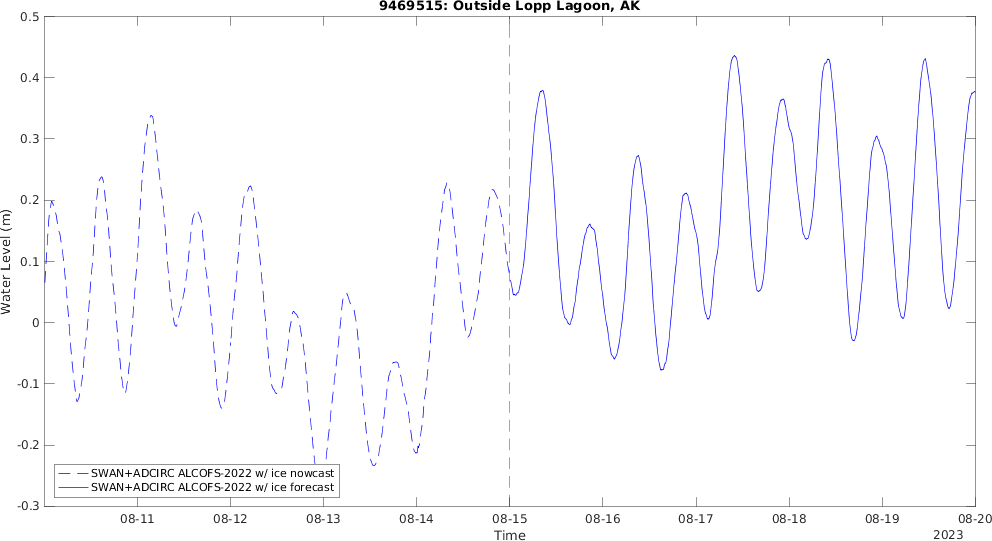 9469515: Outside Lopp Lagoon, AK
0.5
0.4
0.3
0.2
0.1
0
-0.1
-0.2
-0.3
Water Level (m)
SWAN+ADCIRC ALCOFS-2022 w/ ice nowcast
SWAN+ADCIRC ALCOFS-2022 w/ ice forecast
08-11 08-12 08-13 08-14 08-15 08-16 08-17 08-18 08-19 08-20
Time
2023